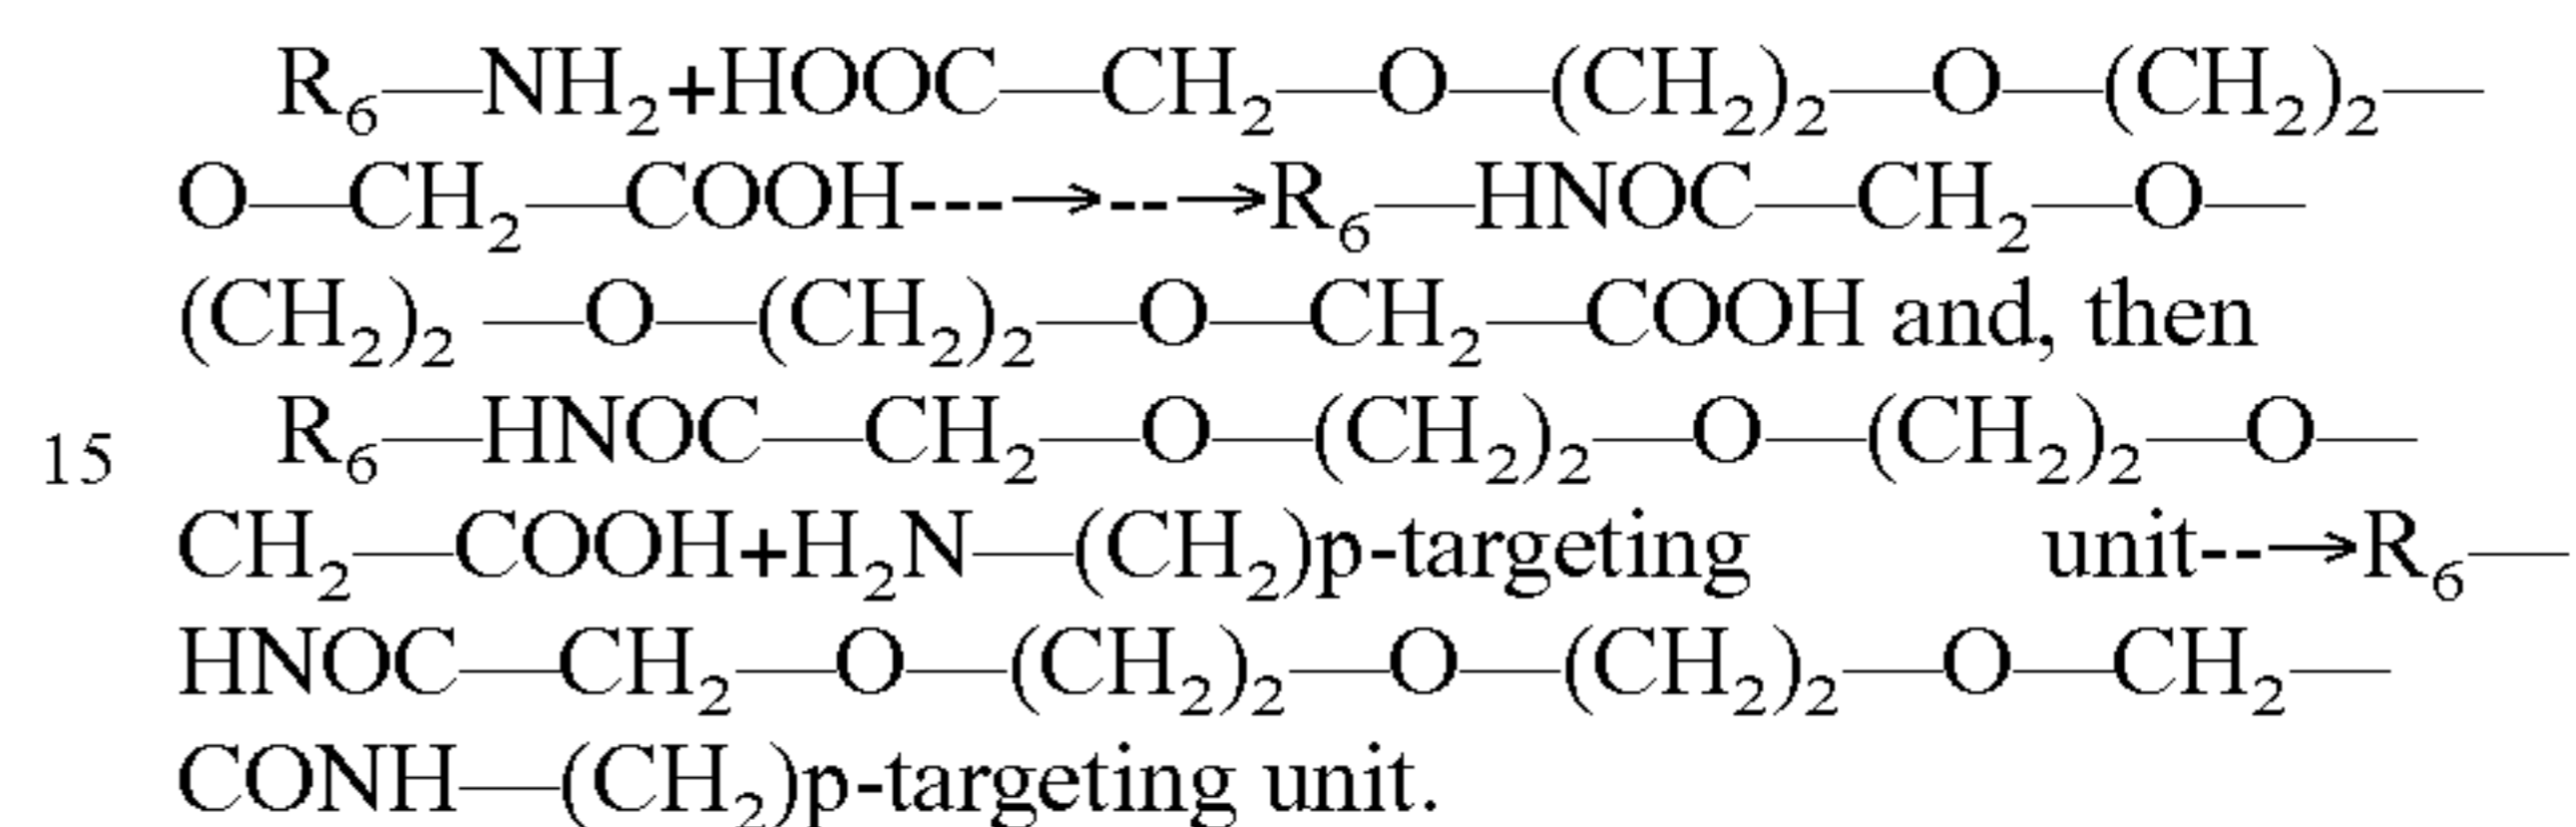 R₆—NH₂+HOOC—CH₂—O—(CH₂)₂—O—(CH₂)₂—
O—CH₂—COOH---→--→R₆—HNOC—CH₂—O—
(CH₂)₂ —O—(CH₂)₂—O—CH₂—COOH and, then
15 R₆—HNOC—CH₂—O—(CH₂)₂—O—(CH₂)₂—O—
CH₂—COOH+H₂N—(CH₂)p-targeting unit--→R₆—
HNOC—CH₂—O—(CH₂)₂—O—(CH₂)₂—O—CH₂—
CONH—(CH₂)p-targeting unit.